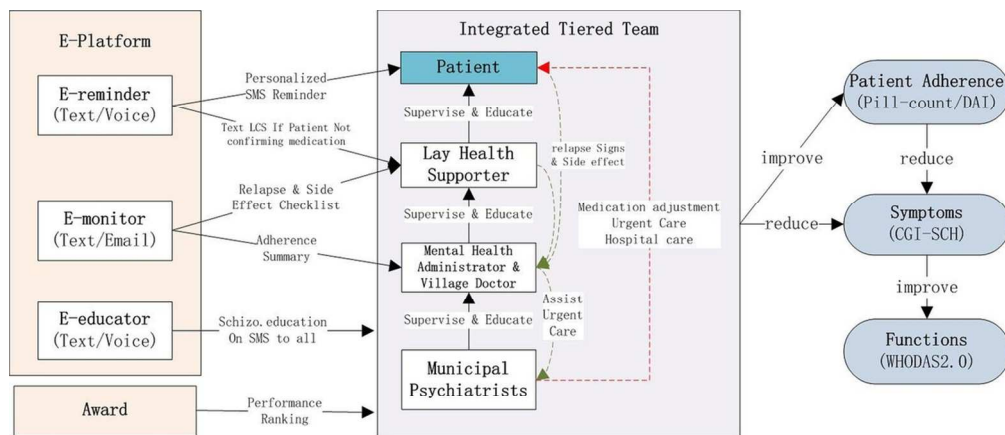 E-Platform
E-reminder
(Text/Voice)
E-monitor
(Text/Email)
E-educator
(Text/Voice)
Award
Personalized
SMS Reminder
Text LCS If Patient Not
confirming medication
Relapse & Side
Effect Checklist
Adherence
Summary
Schizo.education
On SMS to all
Performance
Ranking
Integrated Tiered Team
Patient
Supervise & Educate
Lay Health
Supporter
Supervise & Educate
Mental Health
Administrator &
Village Doctor
Supervise & Educate
Municipal
Psychiatrists
relapse Signs
& Side effect
Assist
Urgent
Care
Medication adjustment
Urgent Care
Hospital care
improve
reduce
Patient Adherence
(Pill-count/DAI)
reduce
Symptoms
(CGI-SCH)
improve
Functions
(WHODAS2.0)